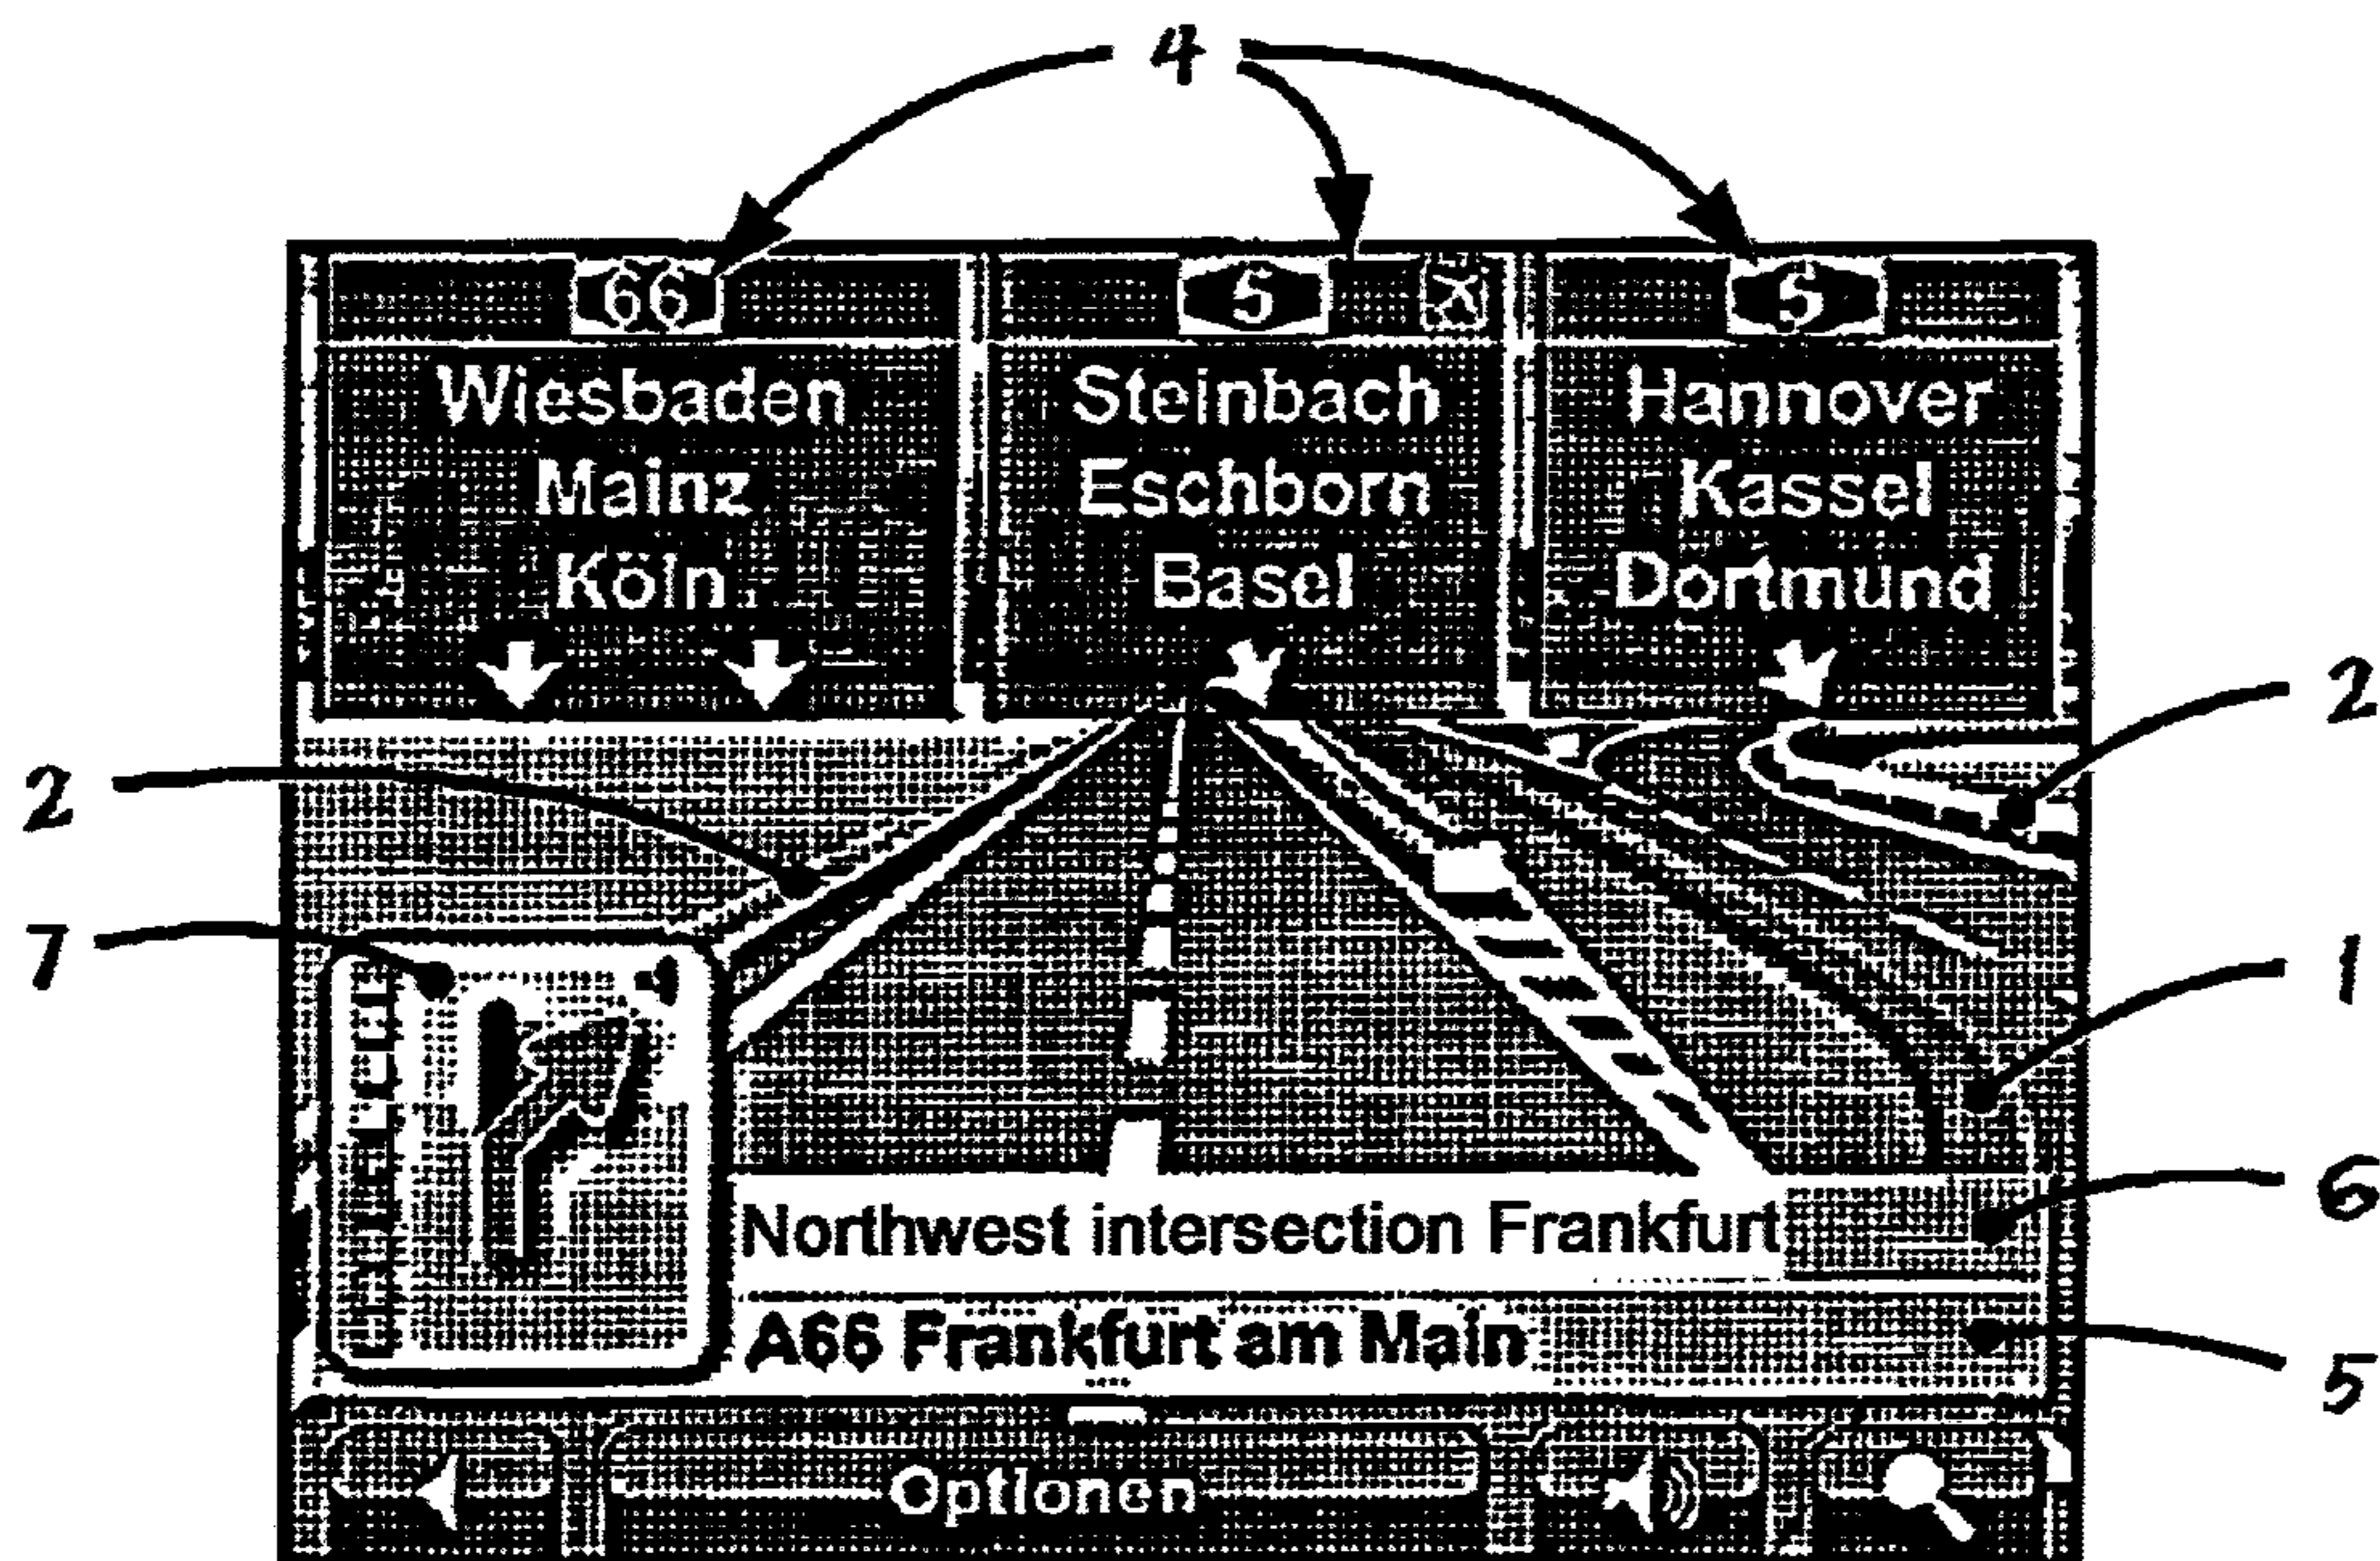 4
66 5 5
Wiesbaden Steinbach Hannover
Mainz Eschborn Kassel
Köln Basel Dortmund
2
2
7
1
6
Northwest intersection Frankfurt
A66 Frankfurt am Main
5
Optionen